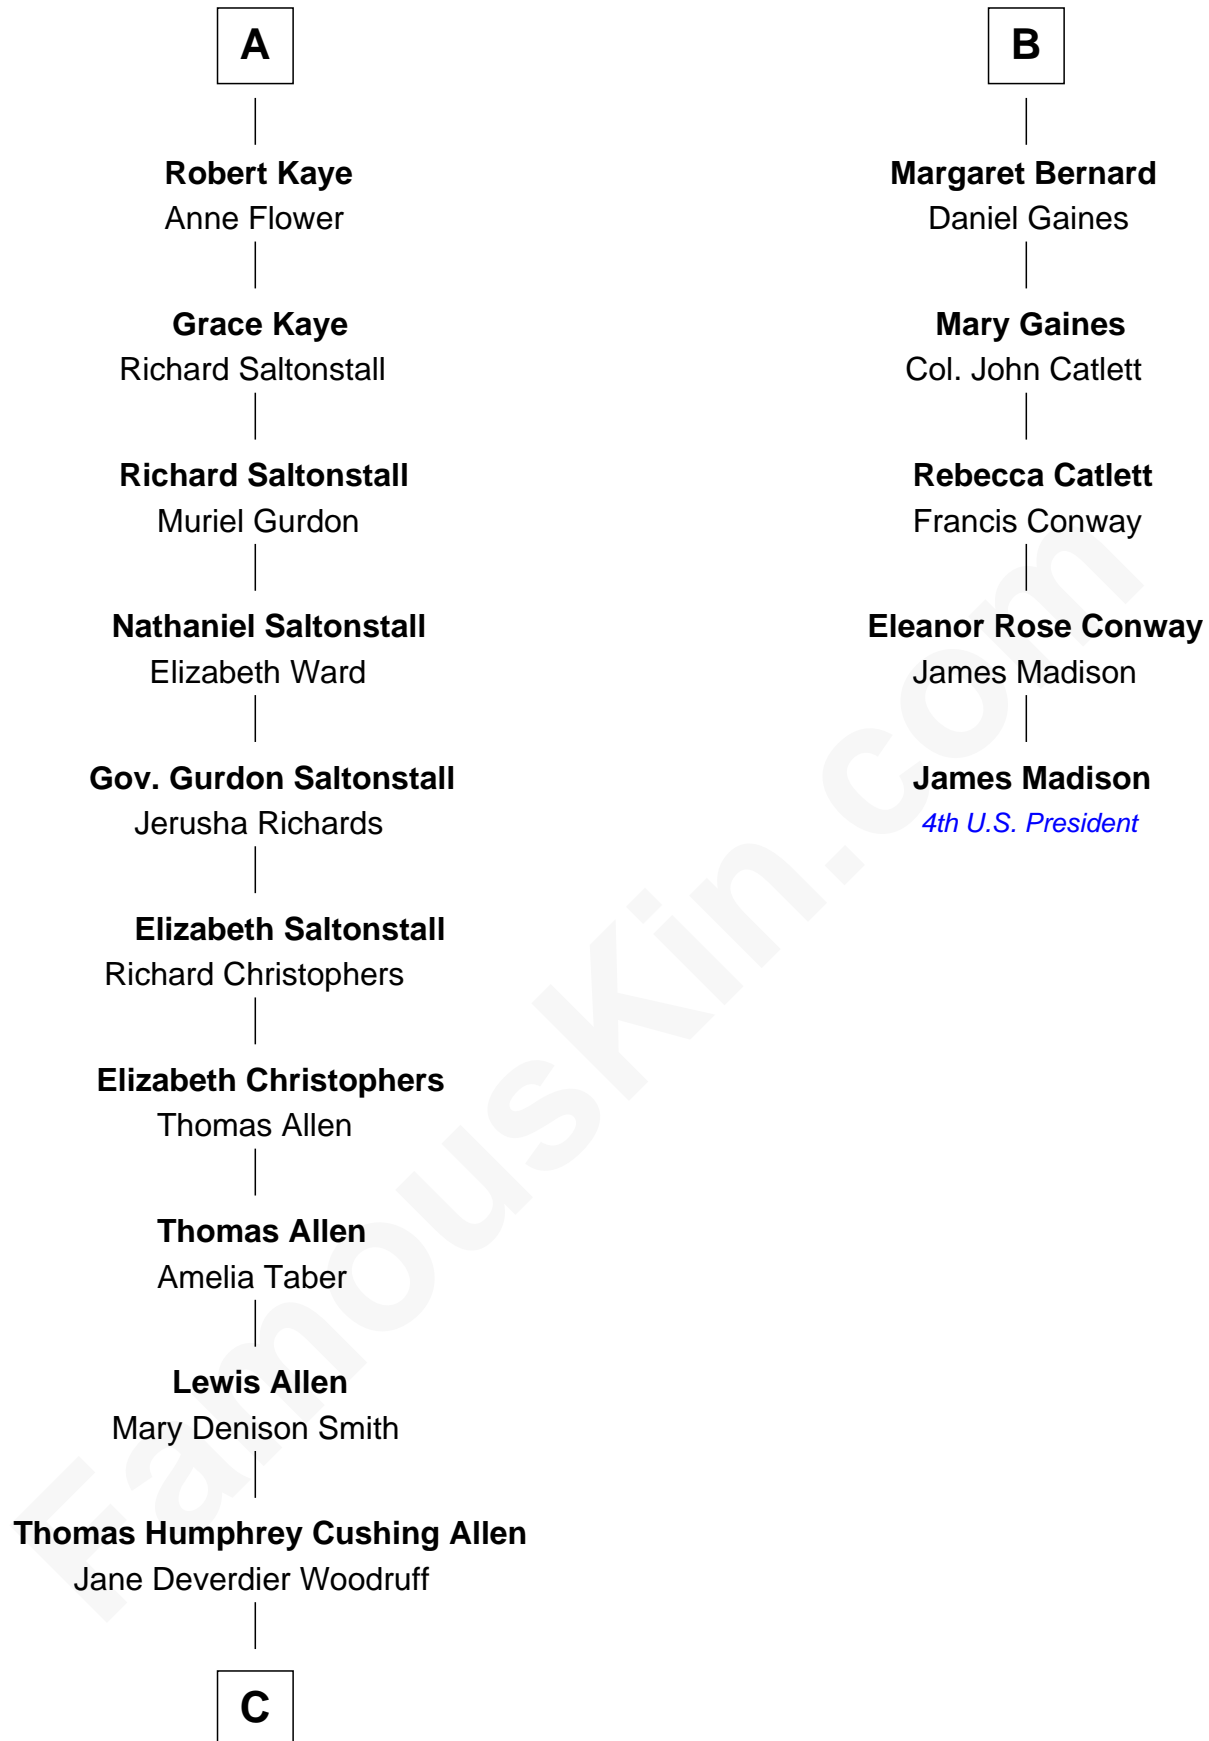 A
Robert Kaye
Anne Flower
Grace Kaye
Richard Saltonstall
Richard Saltonstall
Muriel Gurdon
Nathaniel Saltonstall
Elizabeth Ward
Gov. Gurdon Saltonstall
Jerusha Richards
Elizabeth Saltonstall
Richard Christophers
Elizabeth Christophers
Thomas Allen
Thomas Allen
Amelia Taber
Lewis Allen
Mary Denison Smith
Thomas Humphrey Cushing Allen
Jane Deverdier Woodruff
C
B
Margaret Bernard
Daniel Gaines
Mary Gaines
Col. John Catlett
Rebecca Catlett
Francis Conway
Eleanor Rose Conway
James Madison
James Madison
4th U.S. President
FamousKin.com